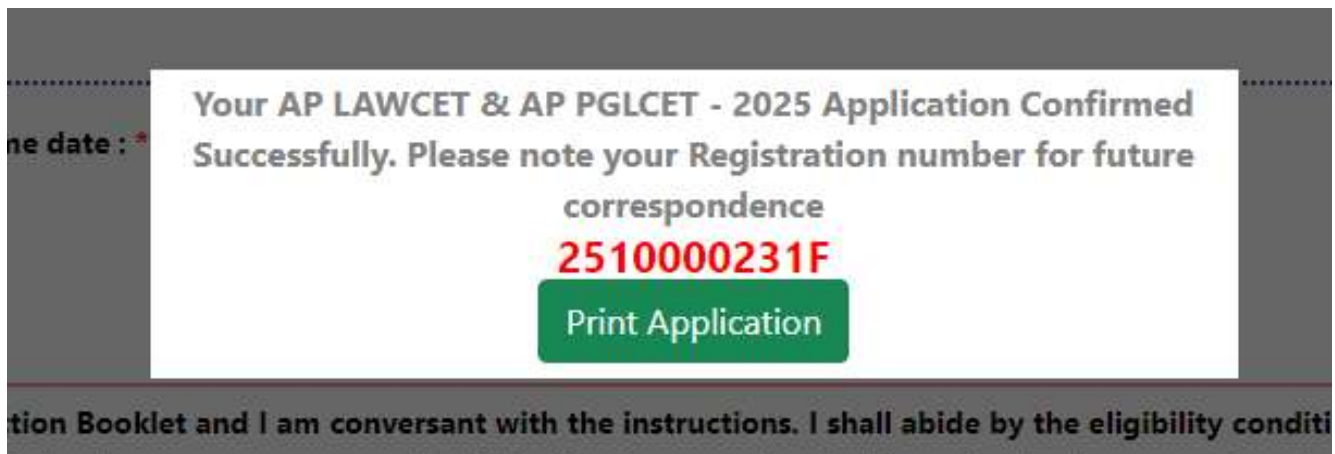 Your AP LAWCET & AP PGLCET - 2025 Application Confirmed
me date : *
Successfully. Please note your Registration number for future
correspondence
2510000231F
Print Application
tion Booklet and I am conversant with the instructions. I shall abide by the eligibility conditi